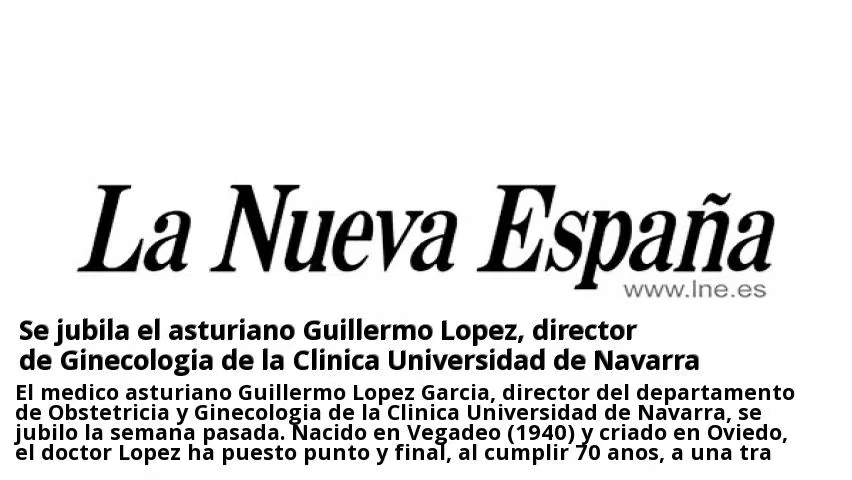 La Nueva España
www.lne.es
Se jubila el asturiano Guillermo Lopez, director
de Ginecologia de la Clinica Universidad de Navarra
El medico asturiano Guillermo Lopez Garcia, director del departamento
de Obstetricia y Ginecologia de la Clinica Universidad de Navarra, se
jubilo la semana pasada. Nacido en Vegadeo (1940) y criado en Oviedo,
el doctor Lopez ha puesto punto y final, al cumplir 70 anos, a una tra